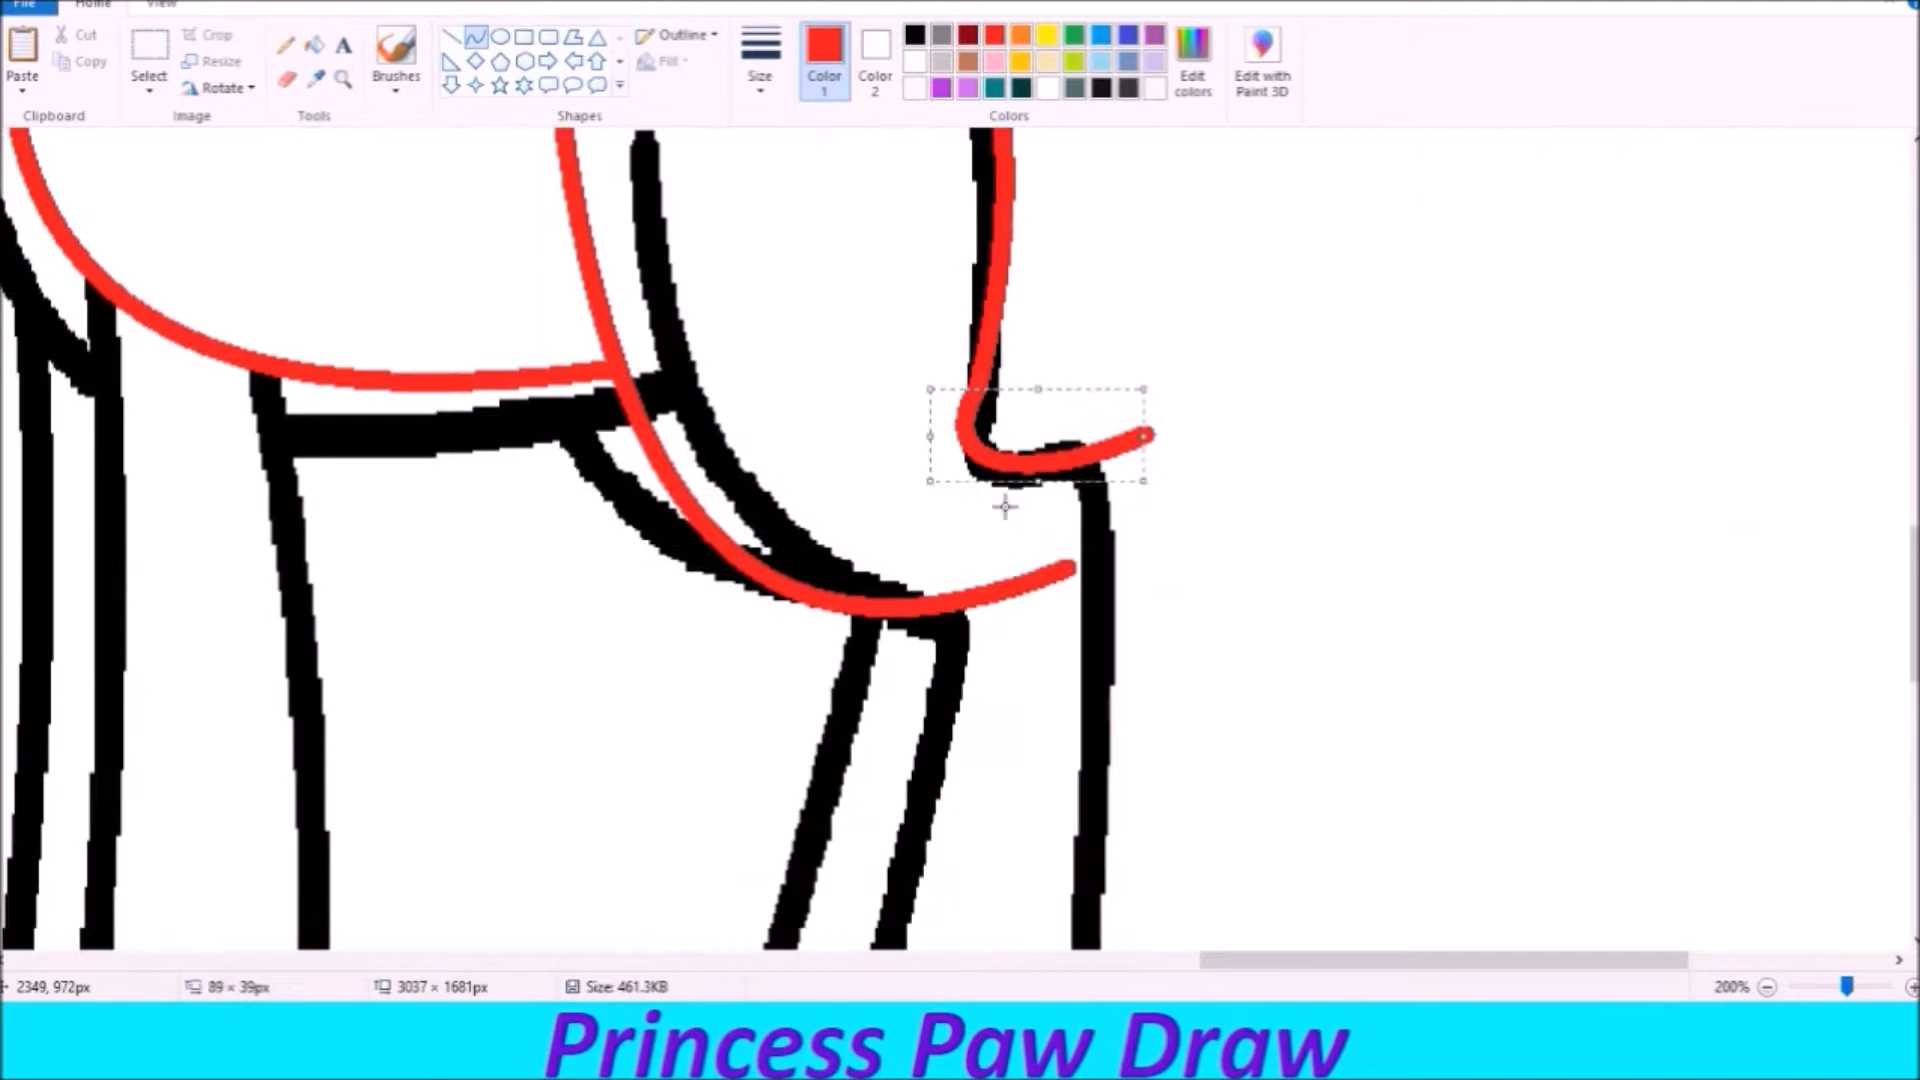 File Home View
Paste
Cut
Copy
Clipboard
Select
Crop
Resize
Rotate
Image
A
Tools
Brushes
Outline
Fill
Shapes
Size
Color
1
Color
2
Edit
colors
Colors
Edit with
Paint 3D
2349, 972px
89 × 39px
3037 × 1681px
Size: 461.3KB
200%
Princess Paw Draw